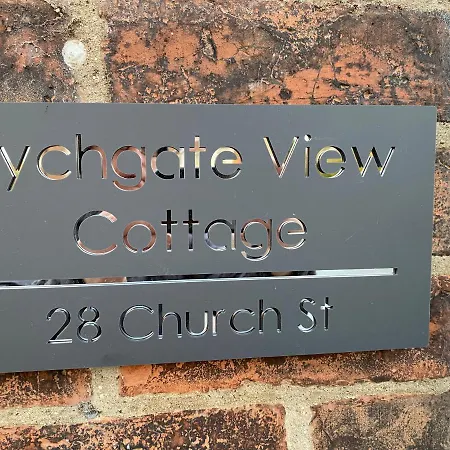 ychgate View
Cottage
28 Church St